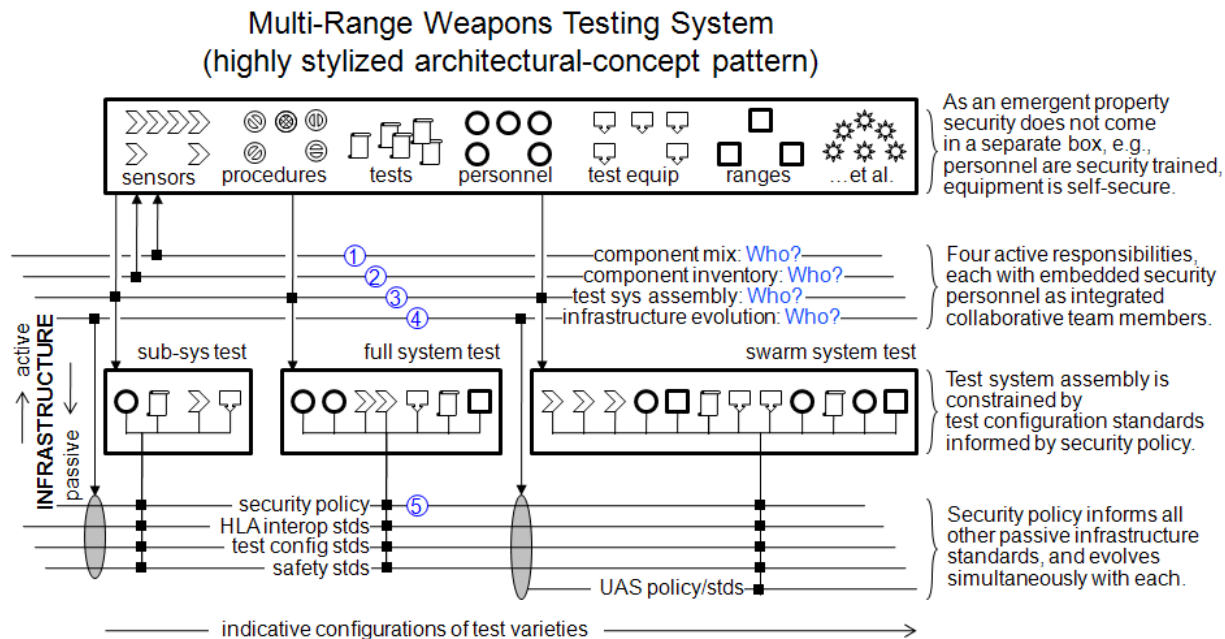 Multi-Range Weapons Testing System
(highly stylized architectural-concept pattern)
sensors
procedures
tests
personnel
test equip
ranges
...et al.
As an emergent property
security does not come
in a separate box, e.g.,
personnel are security trained,
equipment is self-secure.
1
component mix: Who?
2
component inventory: Who?
3
test sys assembly: Who?
4
infrastructure evolution: Who?
Four active responsibilities,
each with embedded security
personnel as integrated
collaborative team members.
INFRASTRUCTURE
active
passive
sub-sys test
full system test
swarm system test
Test system assembly is
constrained by
test configuration standards
informed by security policy.
security policy
5
HLA interop stds
test config stds
safety stds
UAS policy/stds
Security policy informs all
other passive infrastructure
standards, and evolves
simultaneously with each.
indicative configurations of test varieties